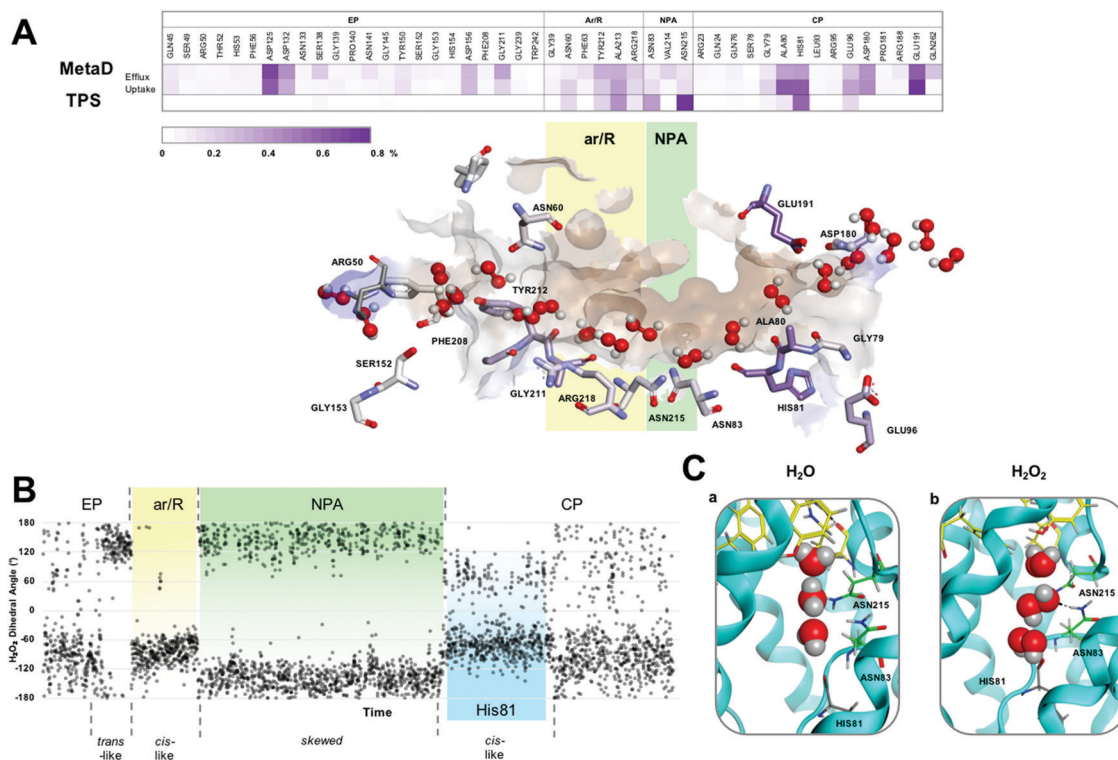 A
EP Ar/R NPA CP
GLN45 SER49 ARG50 THR52 HIS53 PHE56 ASP125 ASP132 ASN133 SER138 GLY139 PRO140 ASN141 GLY145 TYR150 SER152 GLY153 HIS154 ASP156 PHE208 GLY211 GLY239 TRP242 GLY39 ASN60 PHE63 TYR212 ALA213 ARG218 ASN83 VAL214 ASN215 ARG23 GLN24 GLN76 SER78 GLY79 ALA80 HIS81 LEU93 ARG95 GLU96 ASP180 PRO181 ARG188 GLU191 GLN262
MetaD Efflux
Uptake
TPS
0 0.2 0.4 0.6 0.8 %
ar/R NPA
GLU191
ASN60
ASP180
ARG50
TYR212
ALA80
PHE208
GLY79
SER152
GLY211
ARG218
HIS81
GLY153
ASN215 ASN83
GLU96
B
EP ar/R NPA CP
H₂O₂ Dihedral Angle (°)
180
120
60
0
-60
-120
-180
Time
His81
trans
-like
cis-
like
skewed
cis-
like
C
H₂O H₂O₂
a b
ASN215
ASN83
HIS81
ASN215
ASN83
HIS81